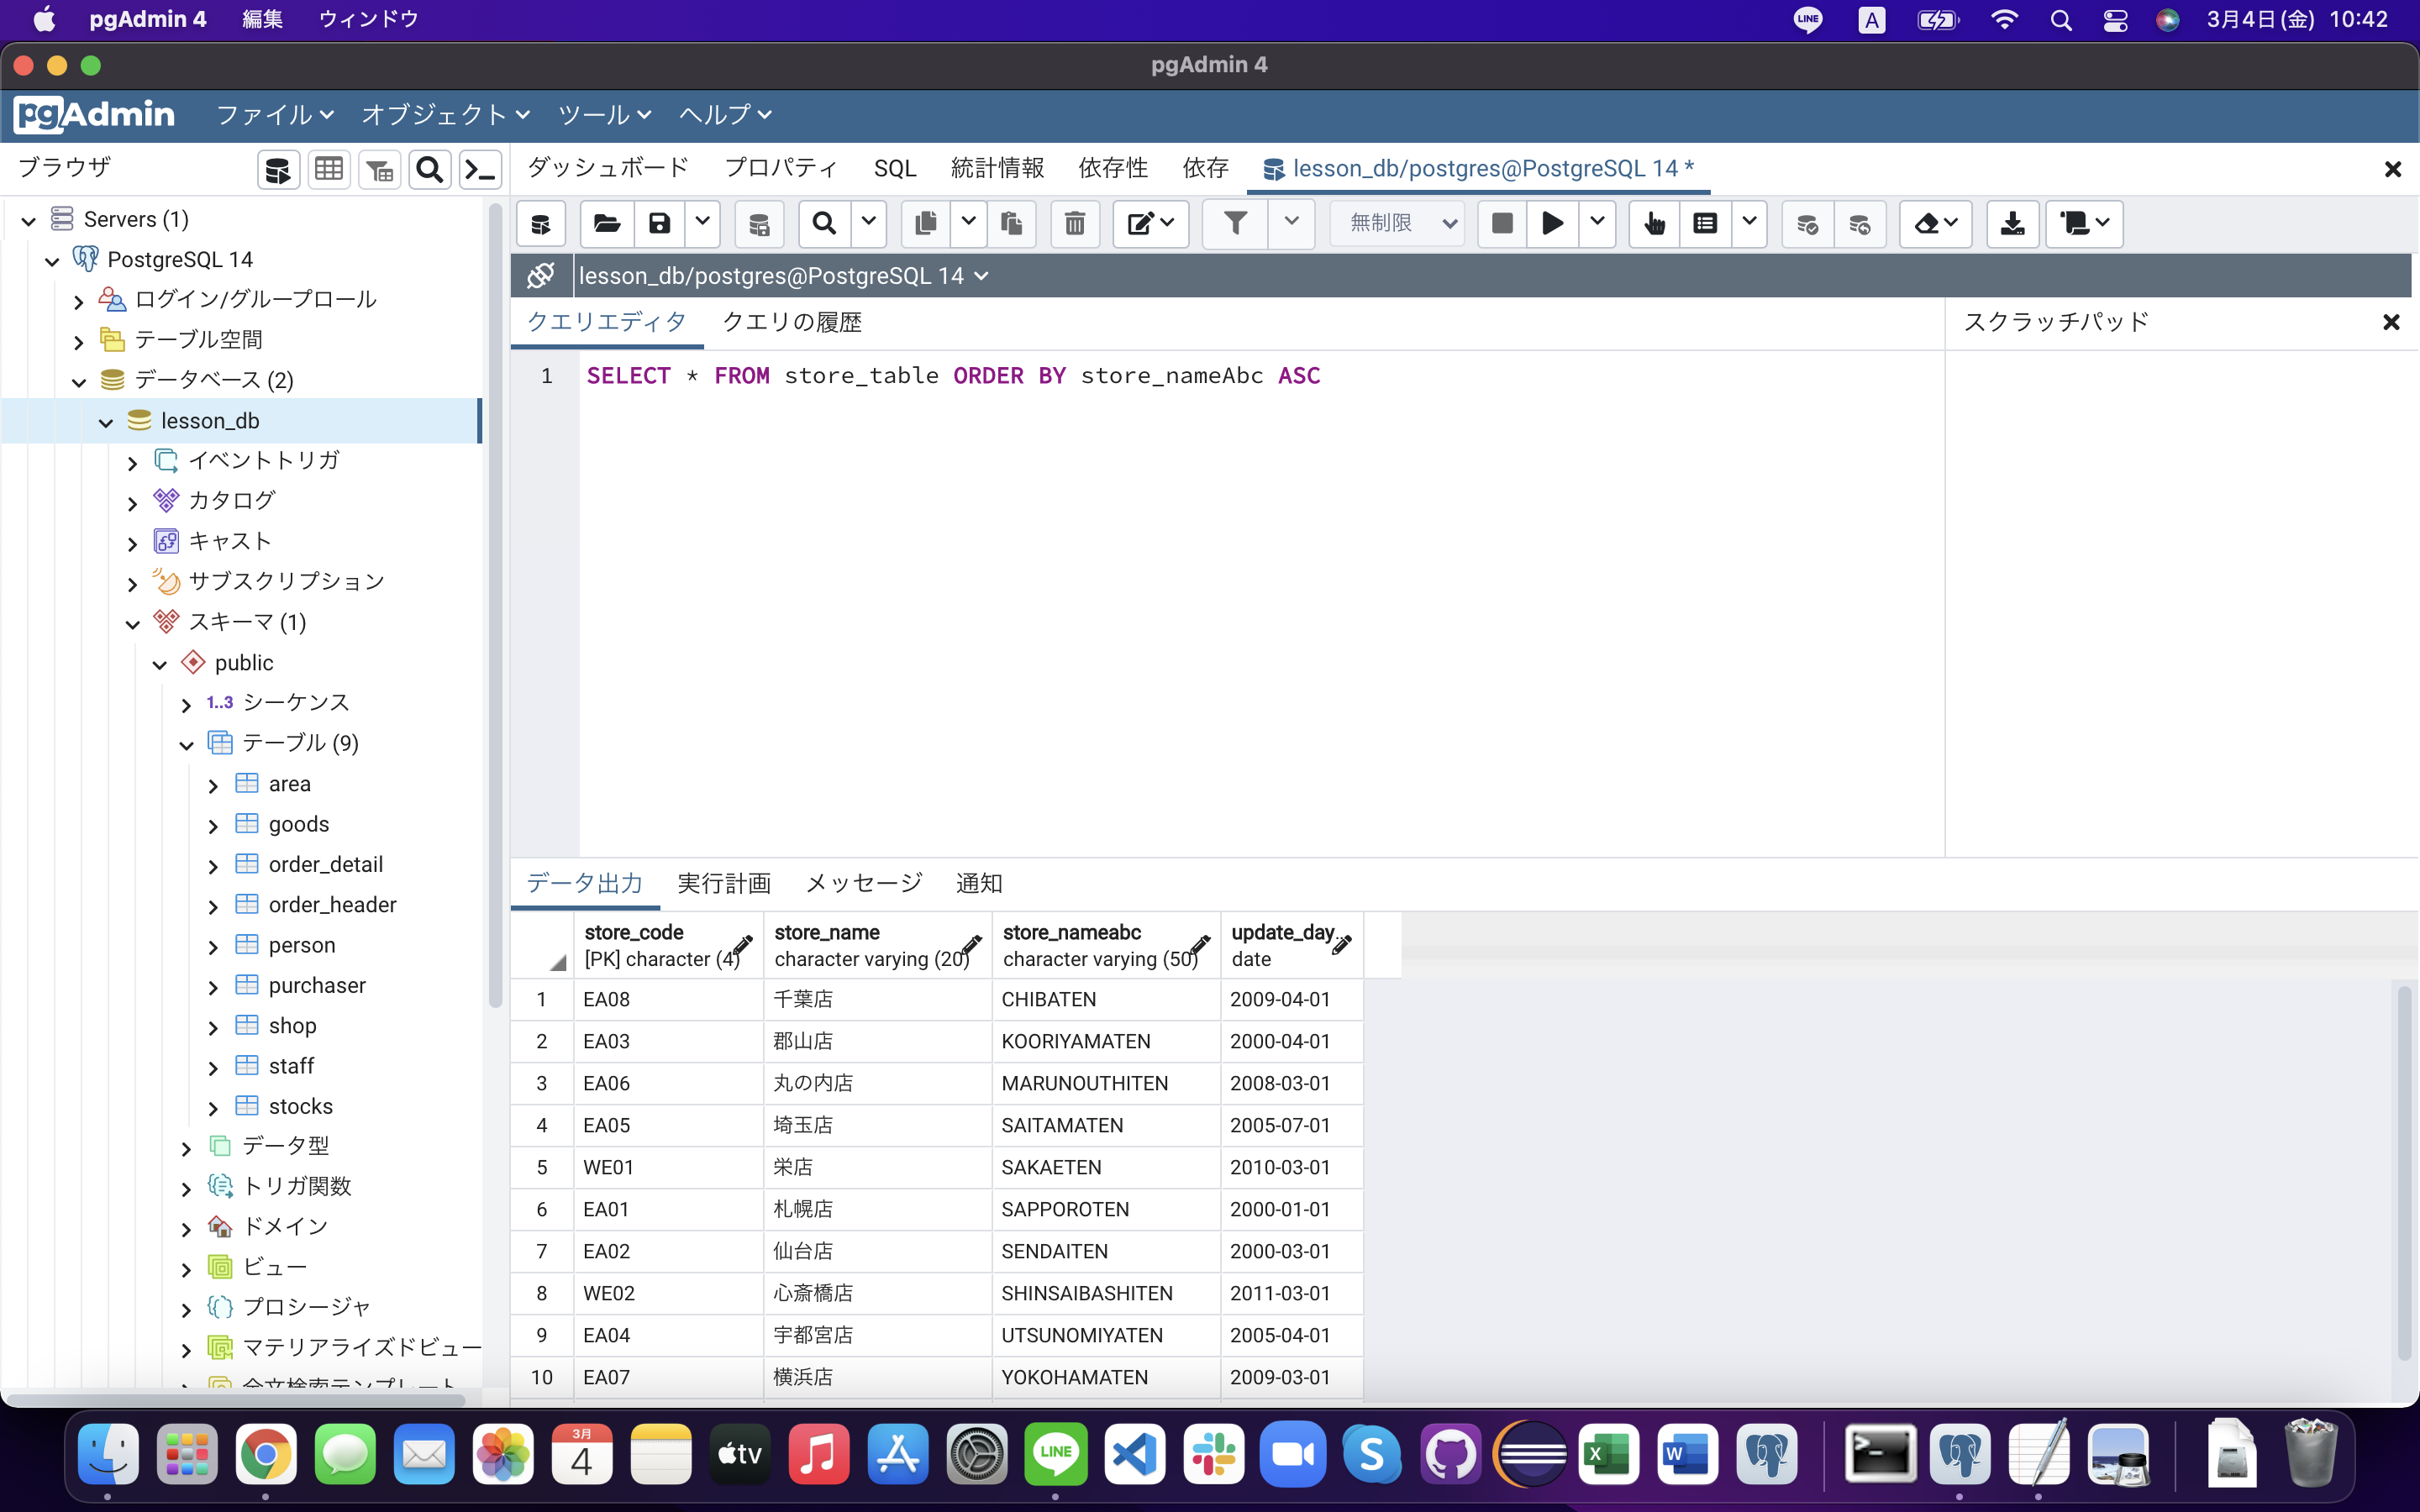 pgAdmin 4 編集 ウィンドウ LINE A 3月4日(金) 10:42
pgAdmin 4
pgAdmin ファイル オブジェクト ツール ヘルプ
ブラウザ ダッシュボード プロパティ SQL 統計情報 依存性 依存 lesson_db/postgres@PostgreSQL 14 *
無制限
lesson_db/postgres@PostgreSQL 14
クエリエディタ クエリの履歴 スクラッチパッド
1 SELECT * FROM store_table ORDER BY store_nameAbc ASC
Servers (1)
PostgreSQL 14
ログイン/グループロール
テーブル空間
データベース (2)
lesson_db
イベントトリガ
カタログ
キャスト
サブスクリプション
スキーマ (1)
public
1..3 シーケンス
テーブル (9)
area
goods
order_detail
order_header
person
purchaser
shop
staff
stocks
データ型
トリガ関数
ドメイン
ビュー
プロシージャ
マテリアライズドビュー
全文検索テンプレート
データ出力 実行計画 メッセージ 通知
store_code store_name store_nameabc update_day..
[PK] character (4) character varying (20) character varying (50) date
1 EA08 千葉店 CHIBATEN 2009-04-01
2 EA03 郡山店 KOORIYAMATEN 2000-04-01
3 EA06 丸の内店 MARUNOUTHITEN 2008-03-01
4 EA05 埼玉店 SAITAMATEN 2005-07-01
5 WE01 栄店 SAKAETEN 2010-03-01
6 EA01 札幌店 SAPPOROTEN 2000-01-01
7 EA02 仙台店 SENDAITEN 2000-03-01
8 WE02 心斎橋店 SHINSAIBASHITEN 2011-03-01
9 EA04 宇都宮店 UTSUNOMIYATEN 2005-04-01
10 EA07 横浜店 YOKOHAMATEN 2009-03-01
3月
4 tv LINE S X W